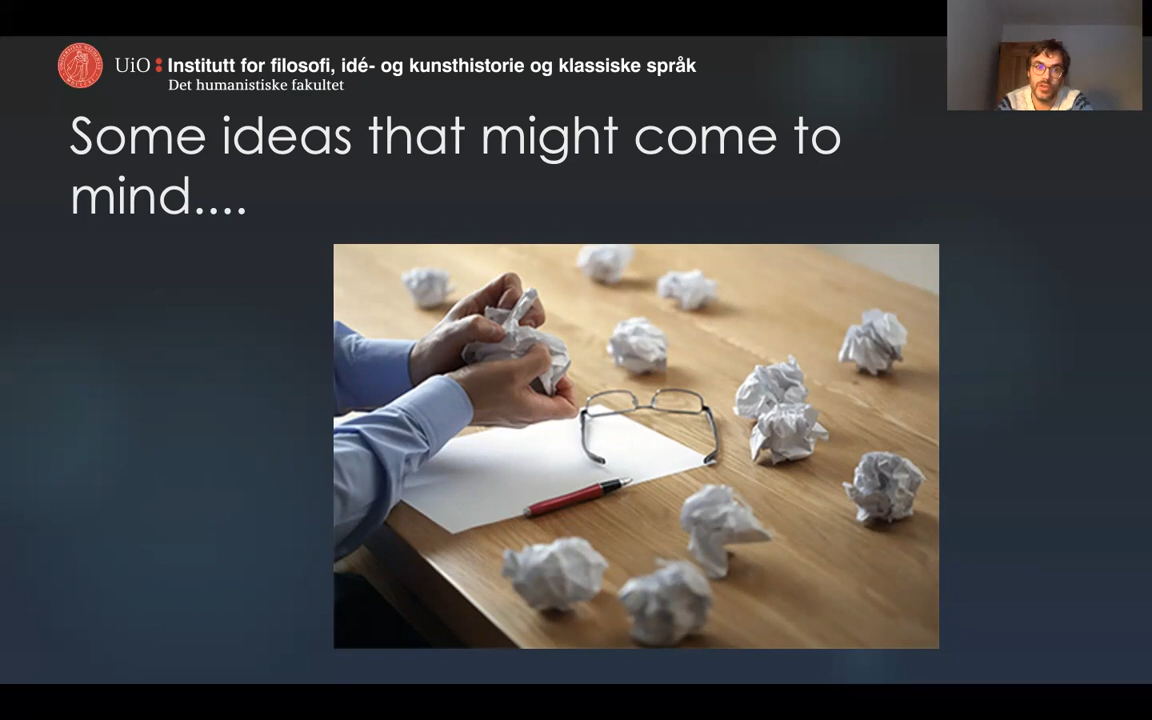 UiO : Institutt for filosofi, idé- og kunsthistorie og klassiske språk
Det humanistiske fakultet
Some ideas that might come to
mind....